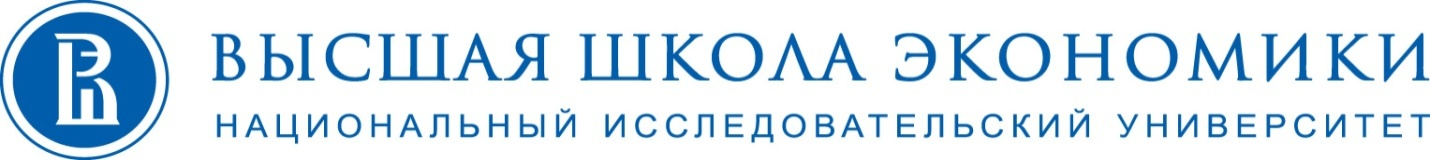 ВЫСШАЯ ШКОЛА ЭКОНОМИКИ
НАЦИОНАЛЬНЫЙ ИССЛЕДОВАТЕЛЬСКИЙ УНИВЕРСИТЕТ